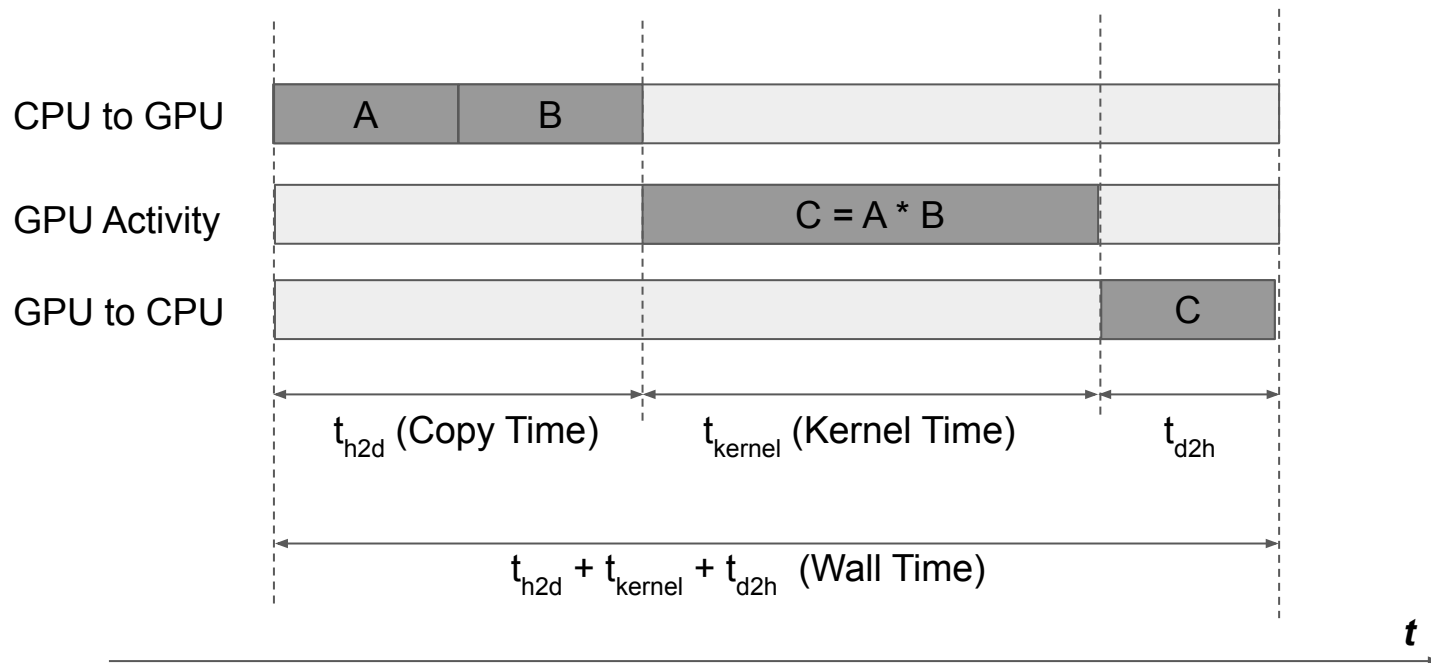 CPU to GPU A B
GPU Activity C = A * B
GPU to CPU C
t_h2d (Copy Time) t_kernel (Kernel Time) t_d2h
t_h2d + t_kernel + t_d2h (Wall Time)
t